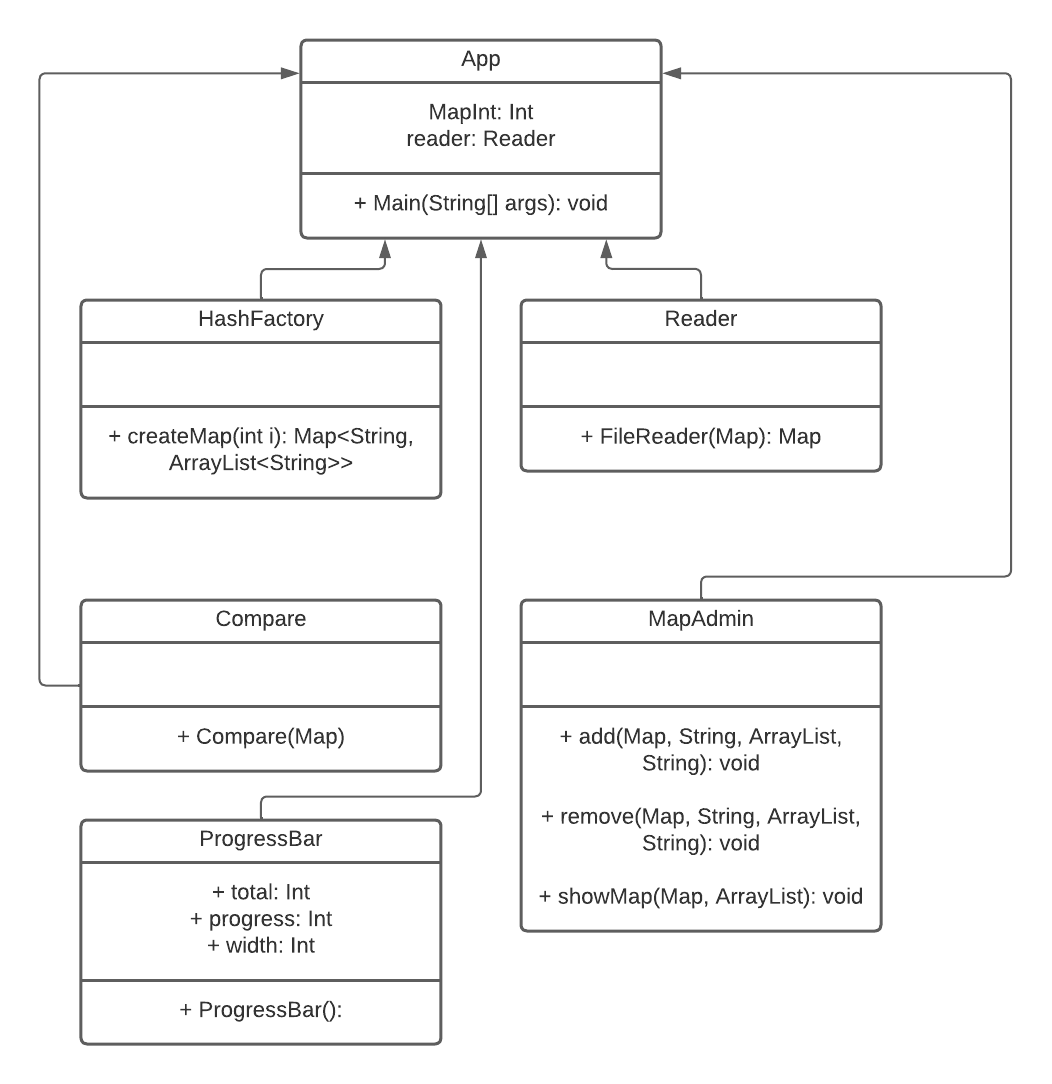 App
MapInt: Int
reader: Reader
+ Main(String[] args): void
HashFactory
+ createMap(int i): Map<String,
ArrayList<String>>
Reader
+ FileReader(Map): Map
Compare
+ Compare(Map)
MapAdmin
+ add(Map, String, ArrayList,
String): void
+ remove(Map, String, ArrayList,
String): void
+ showMap(Map, ArrayList): void
ProgressBar
+ total: Int
+ progress: Int
+ width: Int
+ ProgressBar():